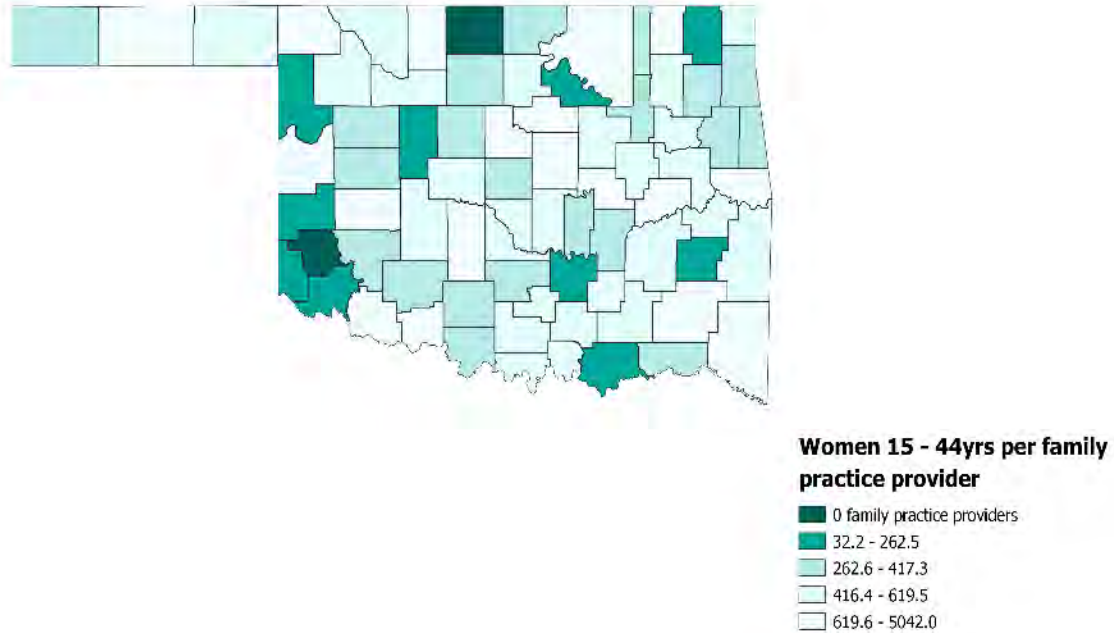 Women 15 - 44yrs per family
practice provider
0 family practice providers
32.2 - 262.5
262.6 - 417.3
416.4 - 619.5
619.6 - 5042.0